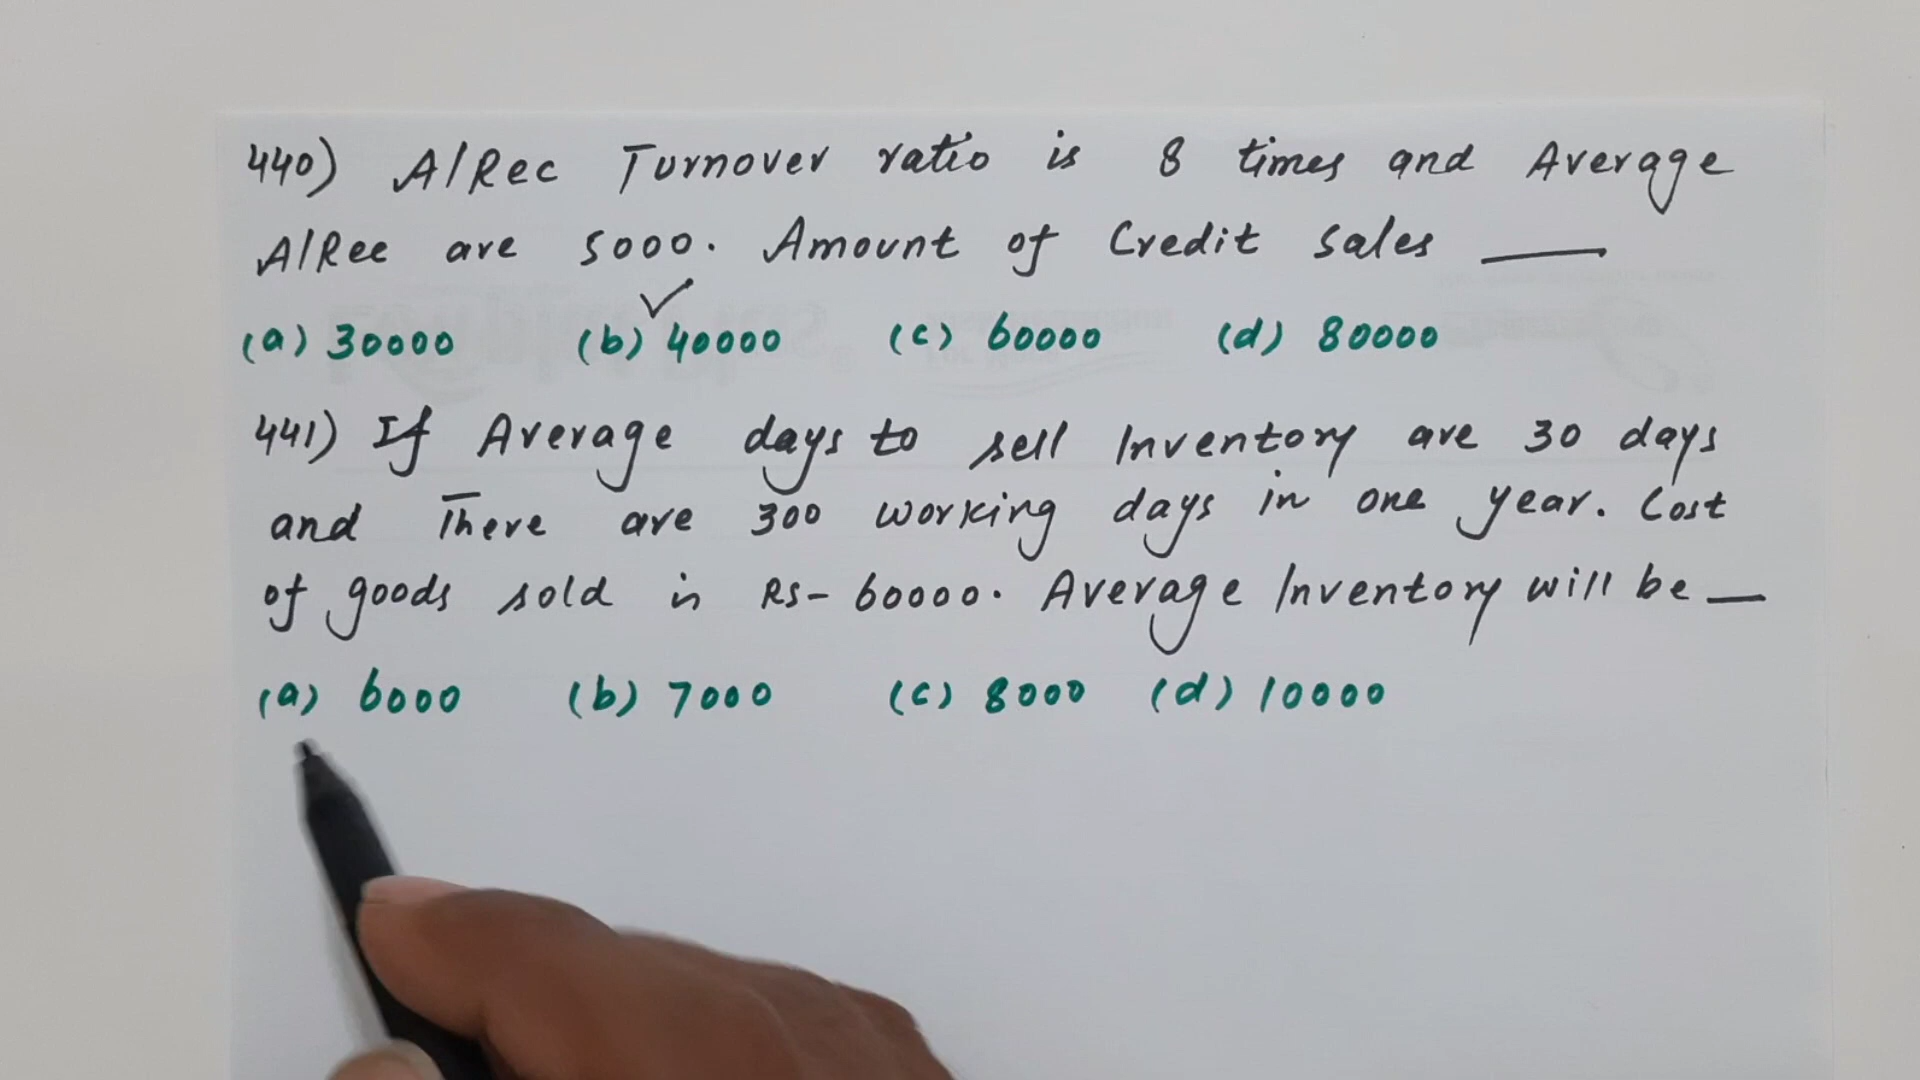 440) A/Rec Turnover ratio is 8 times and Average
A/Rec are 5000. Amount of Credit sales ___
(a) 30000 (b) 40000 (c) 60000 (d) 80000
441) If Average days to sell Inventory are 30 days
and There are 300 working days in one year. Cost
of goods sold is RS- 60000. Average Inventory will be _
(a) 6000 (b) 7000 (c) 8000 (d) 10000